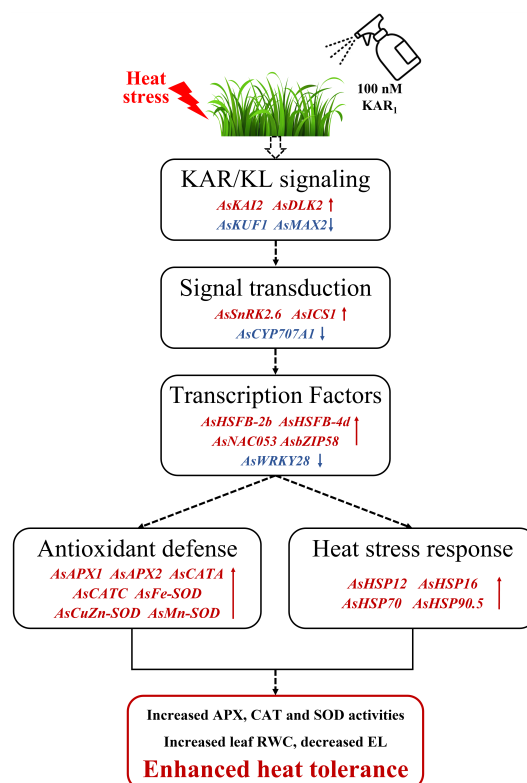 Heat
stress
100 nM
KAR₁
KAR/KL signaling
AsKAI2 AsDLK2
AsKUF1 AsMAX2
Signal transduction
AsSnRK2.6 AsICS1
AsCYP707A1
Transcription Factors
AsHSFB-2b AsHSFB-4d
AsNAC053 AsbZIP58
AsWRKY28
Antioxidant defense
AsAPX1 AsAPX2 AsCATA
AsCATC AsFe-SOD
AsCuZn-SOD AsMn-SOD
Heat stress response
AsHSP12 AsHSP16
AsHSP70 AsHSP90.5
Increased APX, CAT and SOD activities
Increased leaf RWC, decreased EL
Enhanced heat tolerance